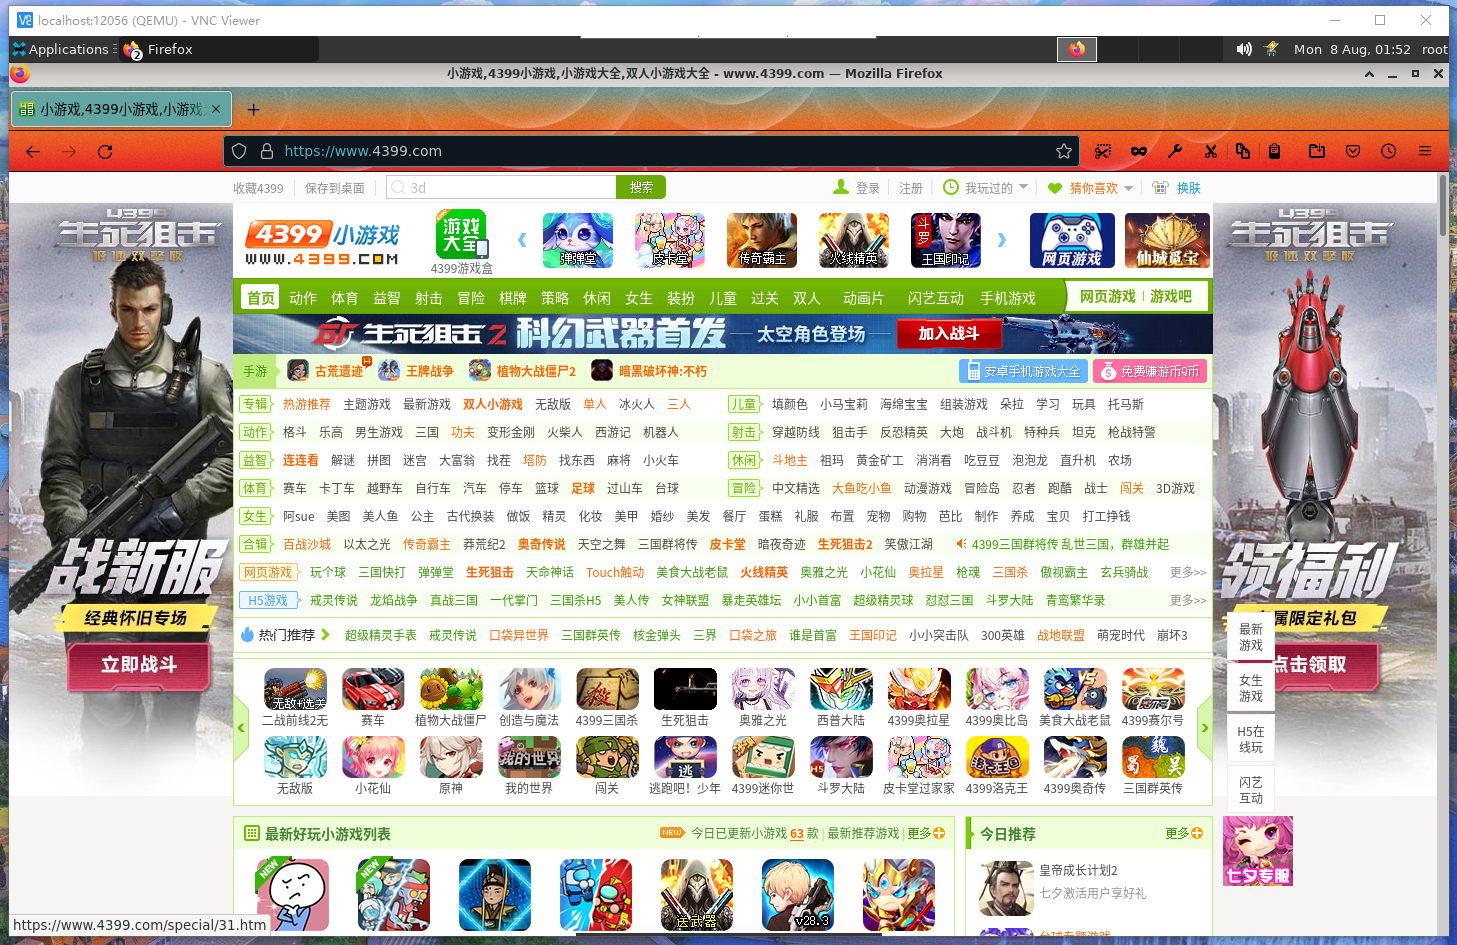 localhost:12056 (QEMU) - VNC Viewer
Applications
2
Firefox
Mon 8 Aug, 01:52 root
小游戏,4399小游戏,小游戏大全,双人小游戏大全 - www.4399.com — Mozilla Firefox
小游戏,4399小游戏,小游戏大
https://www.4399.com
收藏4399 保存到桌面 3d 搜索 登录 注册 我玩过的 猜你喜欢 换肤
4399 生死狙击 极速双擎版
4399小游戏 www.4399.com
游戏大全 4399游戏盒
弹弹堂 皮卡堂 传奇霸主 火线精英 斗罗 王国印记 网页游戏 仙城觅宝
4399 生死狙击 极速双擎版
首页 动作 体育 益智 射击 冒险 棋牌 策略 休闲 女生 装扮 儿童 过关 双人 动画片 闪艺互动 手机游戏 网页游戏 游戏吧
生死狙击2 科幻武器首发 太空角色登场 加入战斗
手游 古荒遗迹 H 王牌战争 植物大战僵尸2 暗黑破坏神:不朽 安卓手机游戏大全 免费赚游币Q币
专辑 热游推荐 主题游戏 最新游戏 双人小游戏 无敌版 单人 冰火人 三人 儿童 填颜色 小马宝莉 海绵宝宝 组装游戏 朵拉 学习 玩具 托马斯
动作 格斗 乐高 男生游戏 三国 功夫 变形金刚 火柴人 西游记 机器人 射击 穿越防线 狙击手 反恐精英 大炮 战斗机 特种兵 坦克 枪战特警
益智 连连看 解谜 拼图 迷宫 大富翁 找茬 塔防 找东西 麻将 小火车 休闲 斗地主 祖玛 黄金矿工 消消看 吃豆豆 泡泡龙 直升机 农场
体育 赛车 卡丁车 越野车 自行车 汽车 停车 篮球 足球 过山车 台球 冒险 中文精选 大鱼吃小鱼 动漫游戏 冒险岛 忍者 跑酷 战士 闯关 3D游戏
女生 阿sue 美图 美人鱼 公主 古代换装 做饭 精灵 化妆 美甲 婚纱 美发 餐厅 蛋糕 礼服 布置 宠物 购物 芭比 制作 养成 宝贝 打工挣钱
合辑 百战沙城 以太之光 传奇霸主 莽荒纪2 奥奇传说 天空之舞 三国群将传 皮卡堂 暗夜奇迹 生死狙击2 笑傲江湖 4399三国群将传 乱世三国，群雄并起
网页游戏 玩个球 三国快打 弹弹堂 生死狙击 天命神话 Touch触动 美食大战老鼠 火线精英 奥雅之光 小花仙 奥拉星 枪魂 三国杀 傲视霸主 玄兵骑战 更多>>
H5游戏 戒灵传说 龙焰战争 真战三国 一代掌门 三国杀H5 美人传 女神联盟 暴走英雄坛 小小首富 超级精灵球 怼怼三国 斗罗大陆 青鸾繁华录 更多>>
热门推荐 超级精灵手表 戒灵传说 口袋异世界 三国群英传 核金弹头 三界 口袋之旅 谁是首富 王国印记 小小突击队 300英雄 战地联盟 萌宠时代 崩坏3
战新服
经典怀旧专场
立即战斗
领福利
属限定礼包
点击领取
最新游戏
女生游戏
H5在线玩
闪艺互动
七夕专服
无敌+选关
二战前线2无 赛车 植物大战僵尸 创造与魔法 4399三国杀 生死狙击 奥雅之光 西普大陆 4399奥拉星 4399奥比岛 美食大战老鼠 4399赛尔号
我的世界 逃 H5
无敌版 小花仙 原神 我的世界 闯关 逃跑吧！少年 4399迷你世 斗罗大陆 皮卡堂过家家 4399洛克王 4399奥奇传 三国群英传
最新好玩小游戏列表 NEW 今日已更新小游戏 63 款 | 最新推荐游戏 | 更多
今日推荐 更多
NEW NEW 送武器 v28.3
皇帝成长计划2
七夕激活用户享好礼
台球专题游戏
https://www.4399.com/special/31.htm